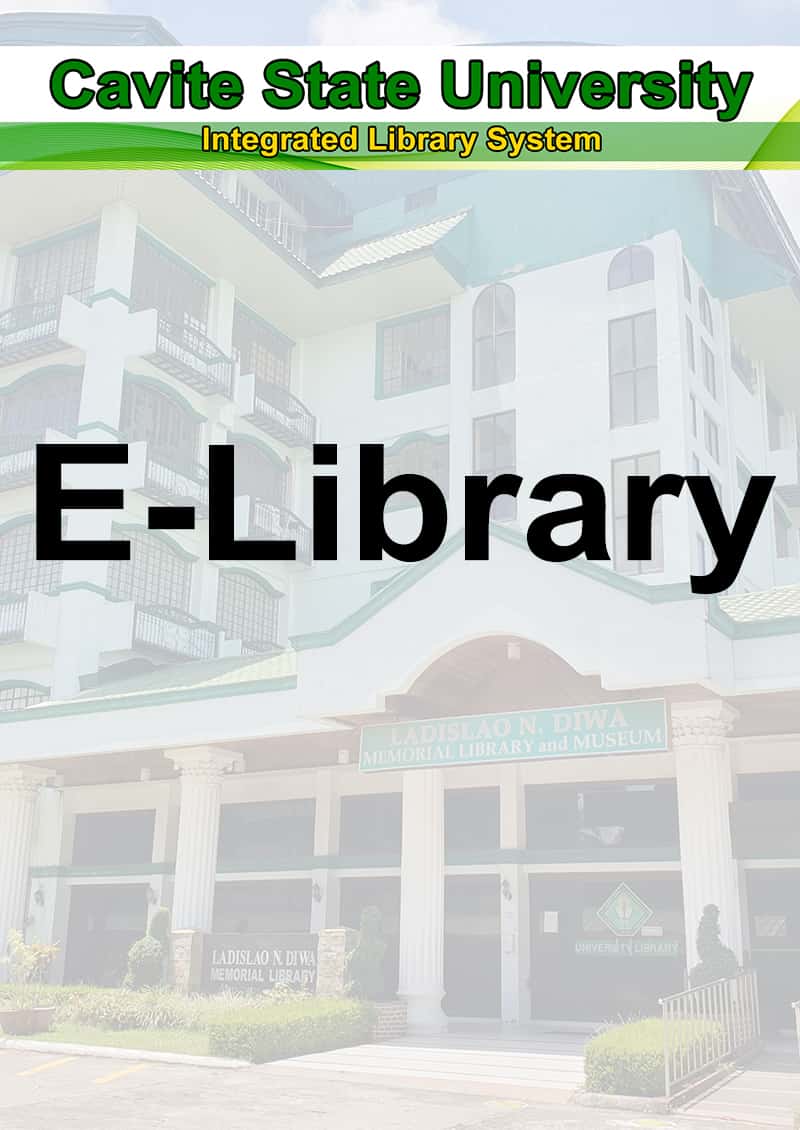 Cavite State University
Integrated Library System
E-Library
LADISLAO N. DIWA
MEMORIAL LIBRARY and MUSEUM
UNIVERSITY LIBRARY
LADISLAO N. DIWA
MEMORIAL LIBRARY